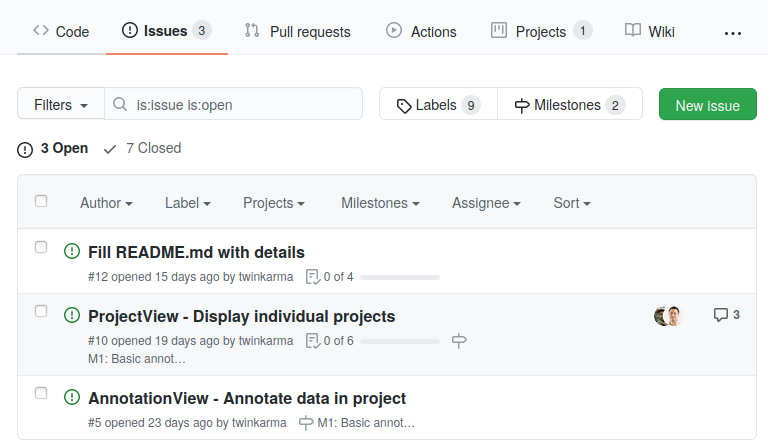 Code Issues 3 Pull requests Actions Projects 1 Wiki ...
Filters is:issue is:open Labels 9 Milestones 2 New issue
3 Open 7 Closed
Author Label Projects Milestones Assignee Sort
Fill README.md with details
#12 opened 15 days ago by twinkarma 0 of 4
ProjectView - Display individual projects 3
#10 opened 19 days ago by twinkarma 0 of 6
M1: Basic annot...
AnnotationView - Annotate data in project
#5 opened 23 days ago by twinkarma M1: Basic annot...